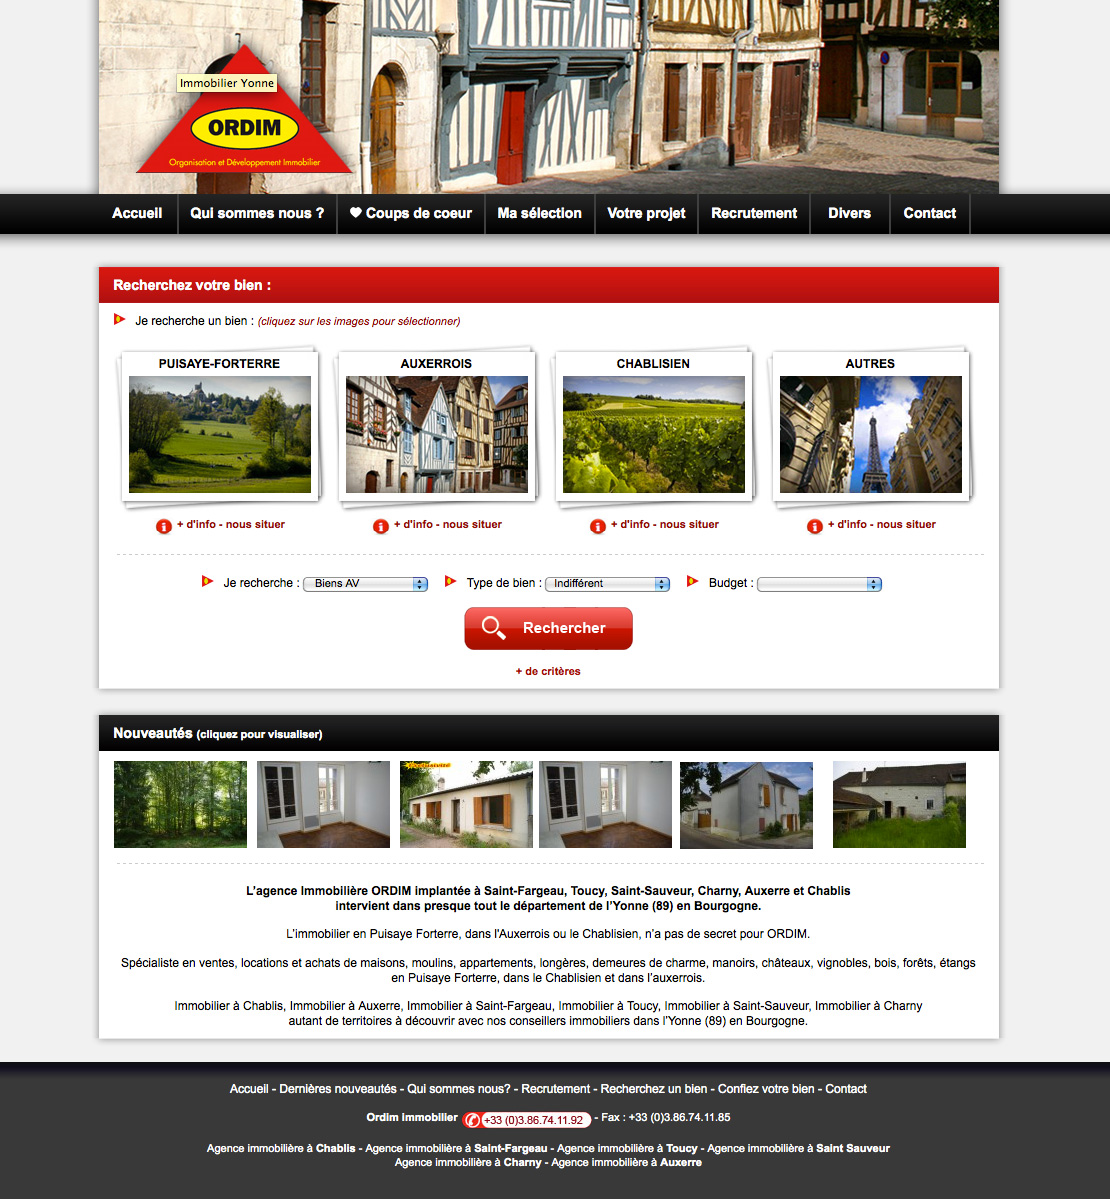 Immobilier Yonne
ORDIM
Organisation et Développement Immobilier
Accueil
Qui sommes nous ?
Coups de coeur
Ma sélection
Votre projet
Recrutement
Divers
Contact
Recherchez votre bien :
Je recherche un bien : (cliquez sur les images pour sélectionner)
PUISAYE-FORTERRE
AUXERROIS
CHABLISIEN
AUTRES
+ d'info - nous situer
+ d'info - nous situer
+ d'info - nous situer
+ d'info - nous situer
Je recherche : Biens AV
Type de bien : Indifférent
Budget :
Rechercher
+ de critères
Nouveautés (cliquez pour visualiser)
L'agence Immobilière ORDIM implantée à Saint-Fargeau, Toucy, Saint-Sauveur, Charny, Auxerre et Chablis
intervient dans presque tout le département de l'Yonne (89) en Bourgogne.
L'immobilier en Puisaye Forterre, dans l'Auxerrois ou le Chablisien, n'a pas de secret pour ORDIM.
Spécialiste en ventes, locations et achats de maisons, moulins, appartements, longères, demeures de charme, manoirs, châteaux, vignobles, bois, forêts, étangs
en Puisaye Forterre, dans le Chablisien et dans l'auxerrois.
Immobilier à Chablis, Immobilier à Auxerre, Immobilier à Saint-Fargeau, Immobilier à Toucy, Immobilier à Saint-Sauveur, Immobilier à Charny
autant de territoires à découvrir avec nos conseillers immobiliers dans l'Yonne (89) en Bourgogne.
Accueil - Dernières nouveautés - Qui sommes nous? - Recrutement - Recherchez un bien - Confiez votre bien - Contact
Ordim immobilier +33 (0)3.86.74.11.92 - Fax : +33 (0)3.86.74.11.85
Agence immobilière à Chablis - Agence immobilière à Saint-Fargeau - Agence immobilière à Toucy - Agence immobilière à Saint Sauveur
Agence immobilière à Charny - Agence immobilière à Auxerre